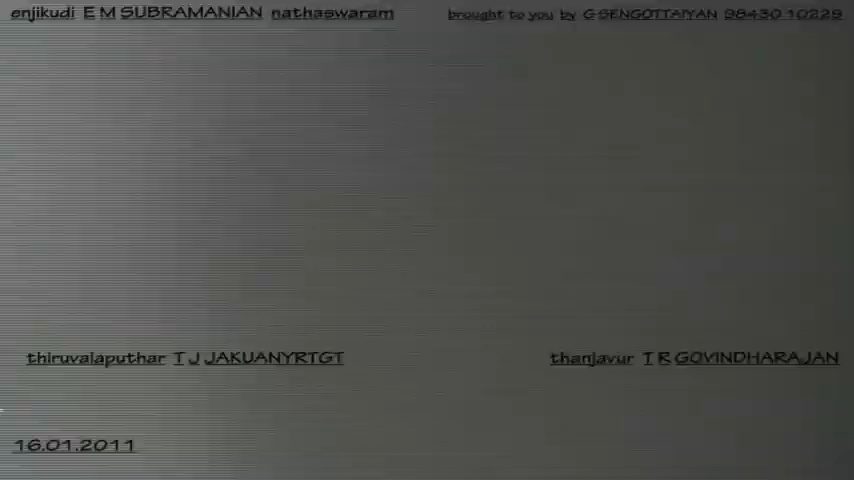 enjikudi E M SUBRAMANIAN nathaswaram
brought to you by G SENGOTTAIYAN 98430 10229
thiruvalaputhar T J JAKUANYRTGT
thanjavur T R GOVINDHARAJAN
16.01.2011